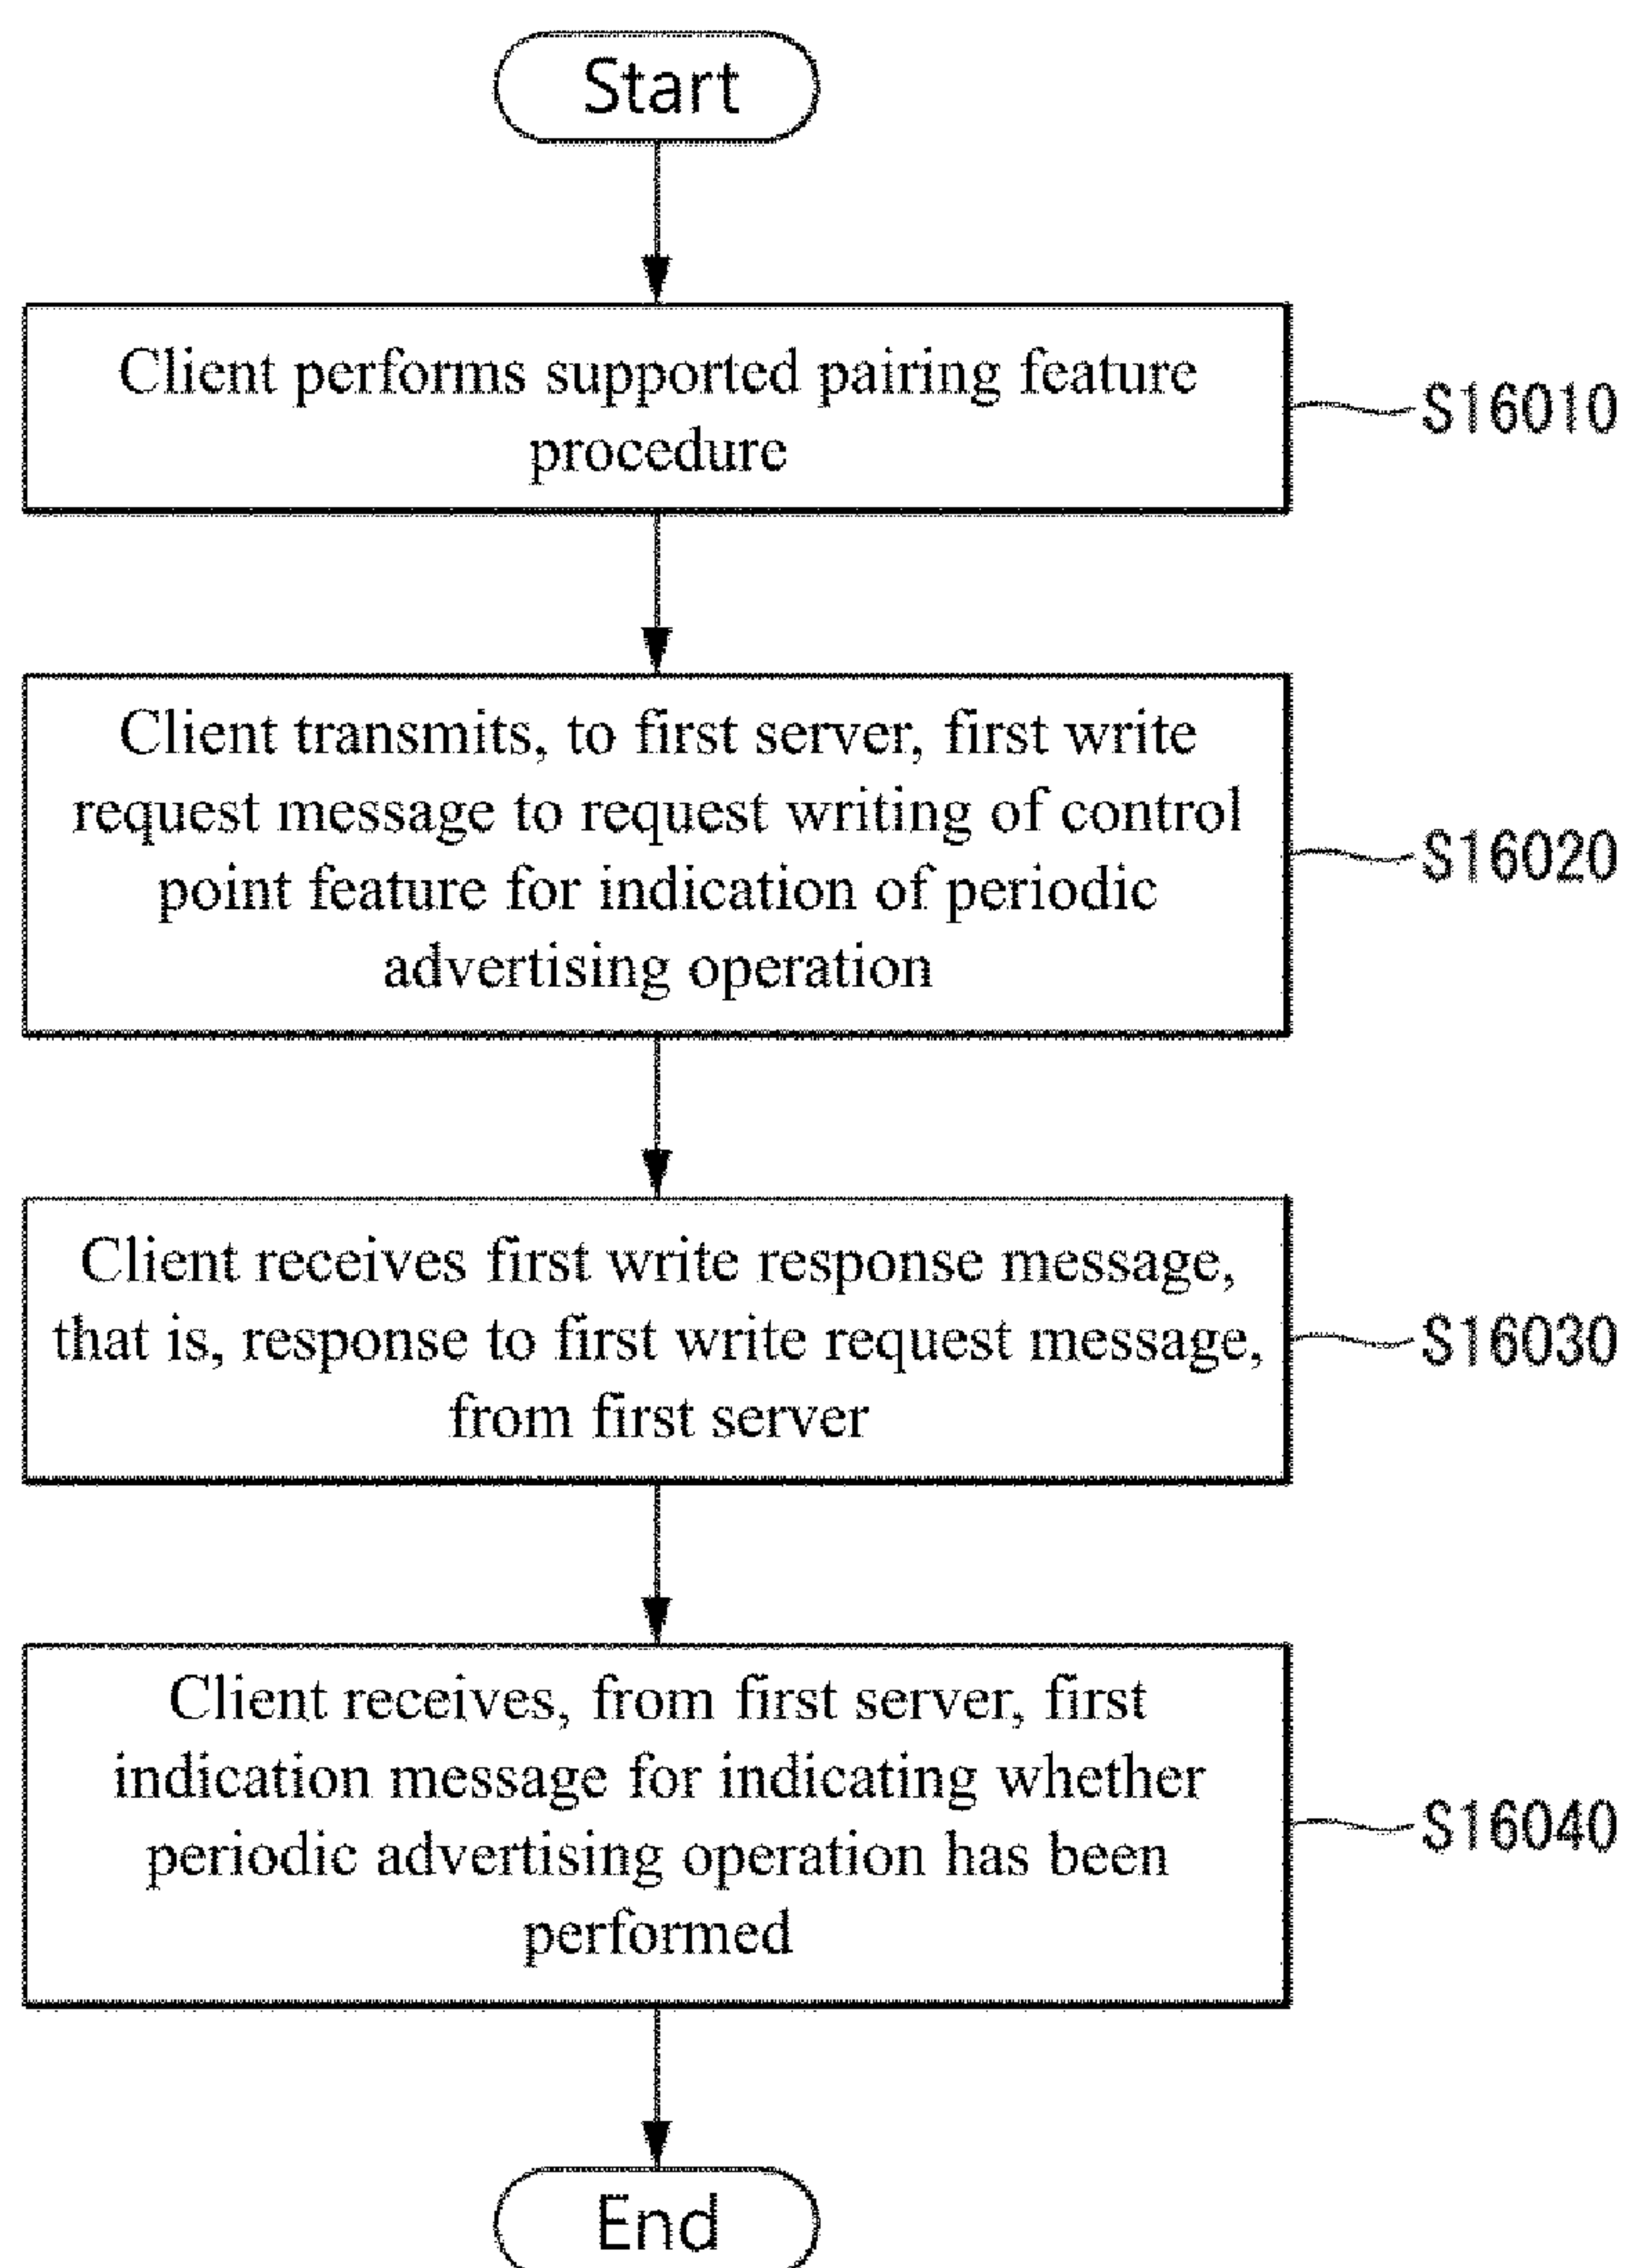 Start
Client performs supported pairing feature
procedure
S16010
Client transmits, to first server, first write
request message to request writing of control
point feature for indication of periodic
advertising operation
S16020
Client receives first write response message,
that is, response to first write request message,
from first server
S16030
Client receives, from first server, first
indication message for indicating whether
periodic advertising operation has been
performed
S16040
End